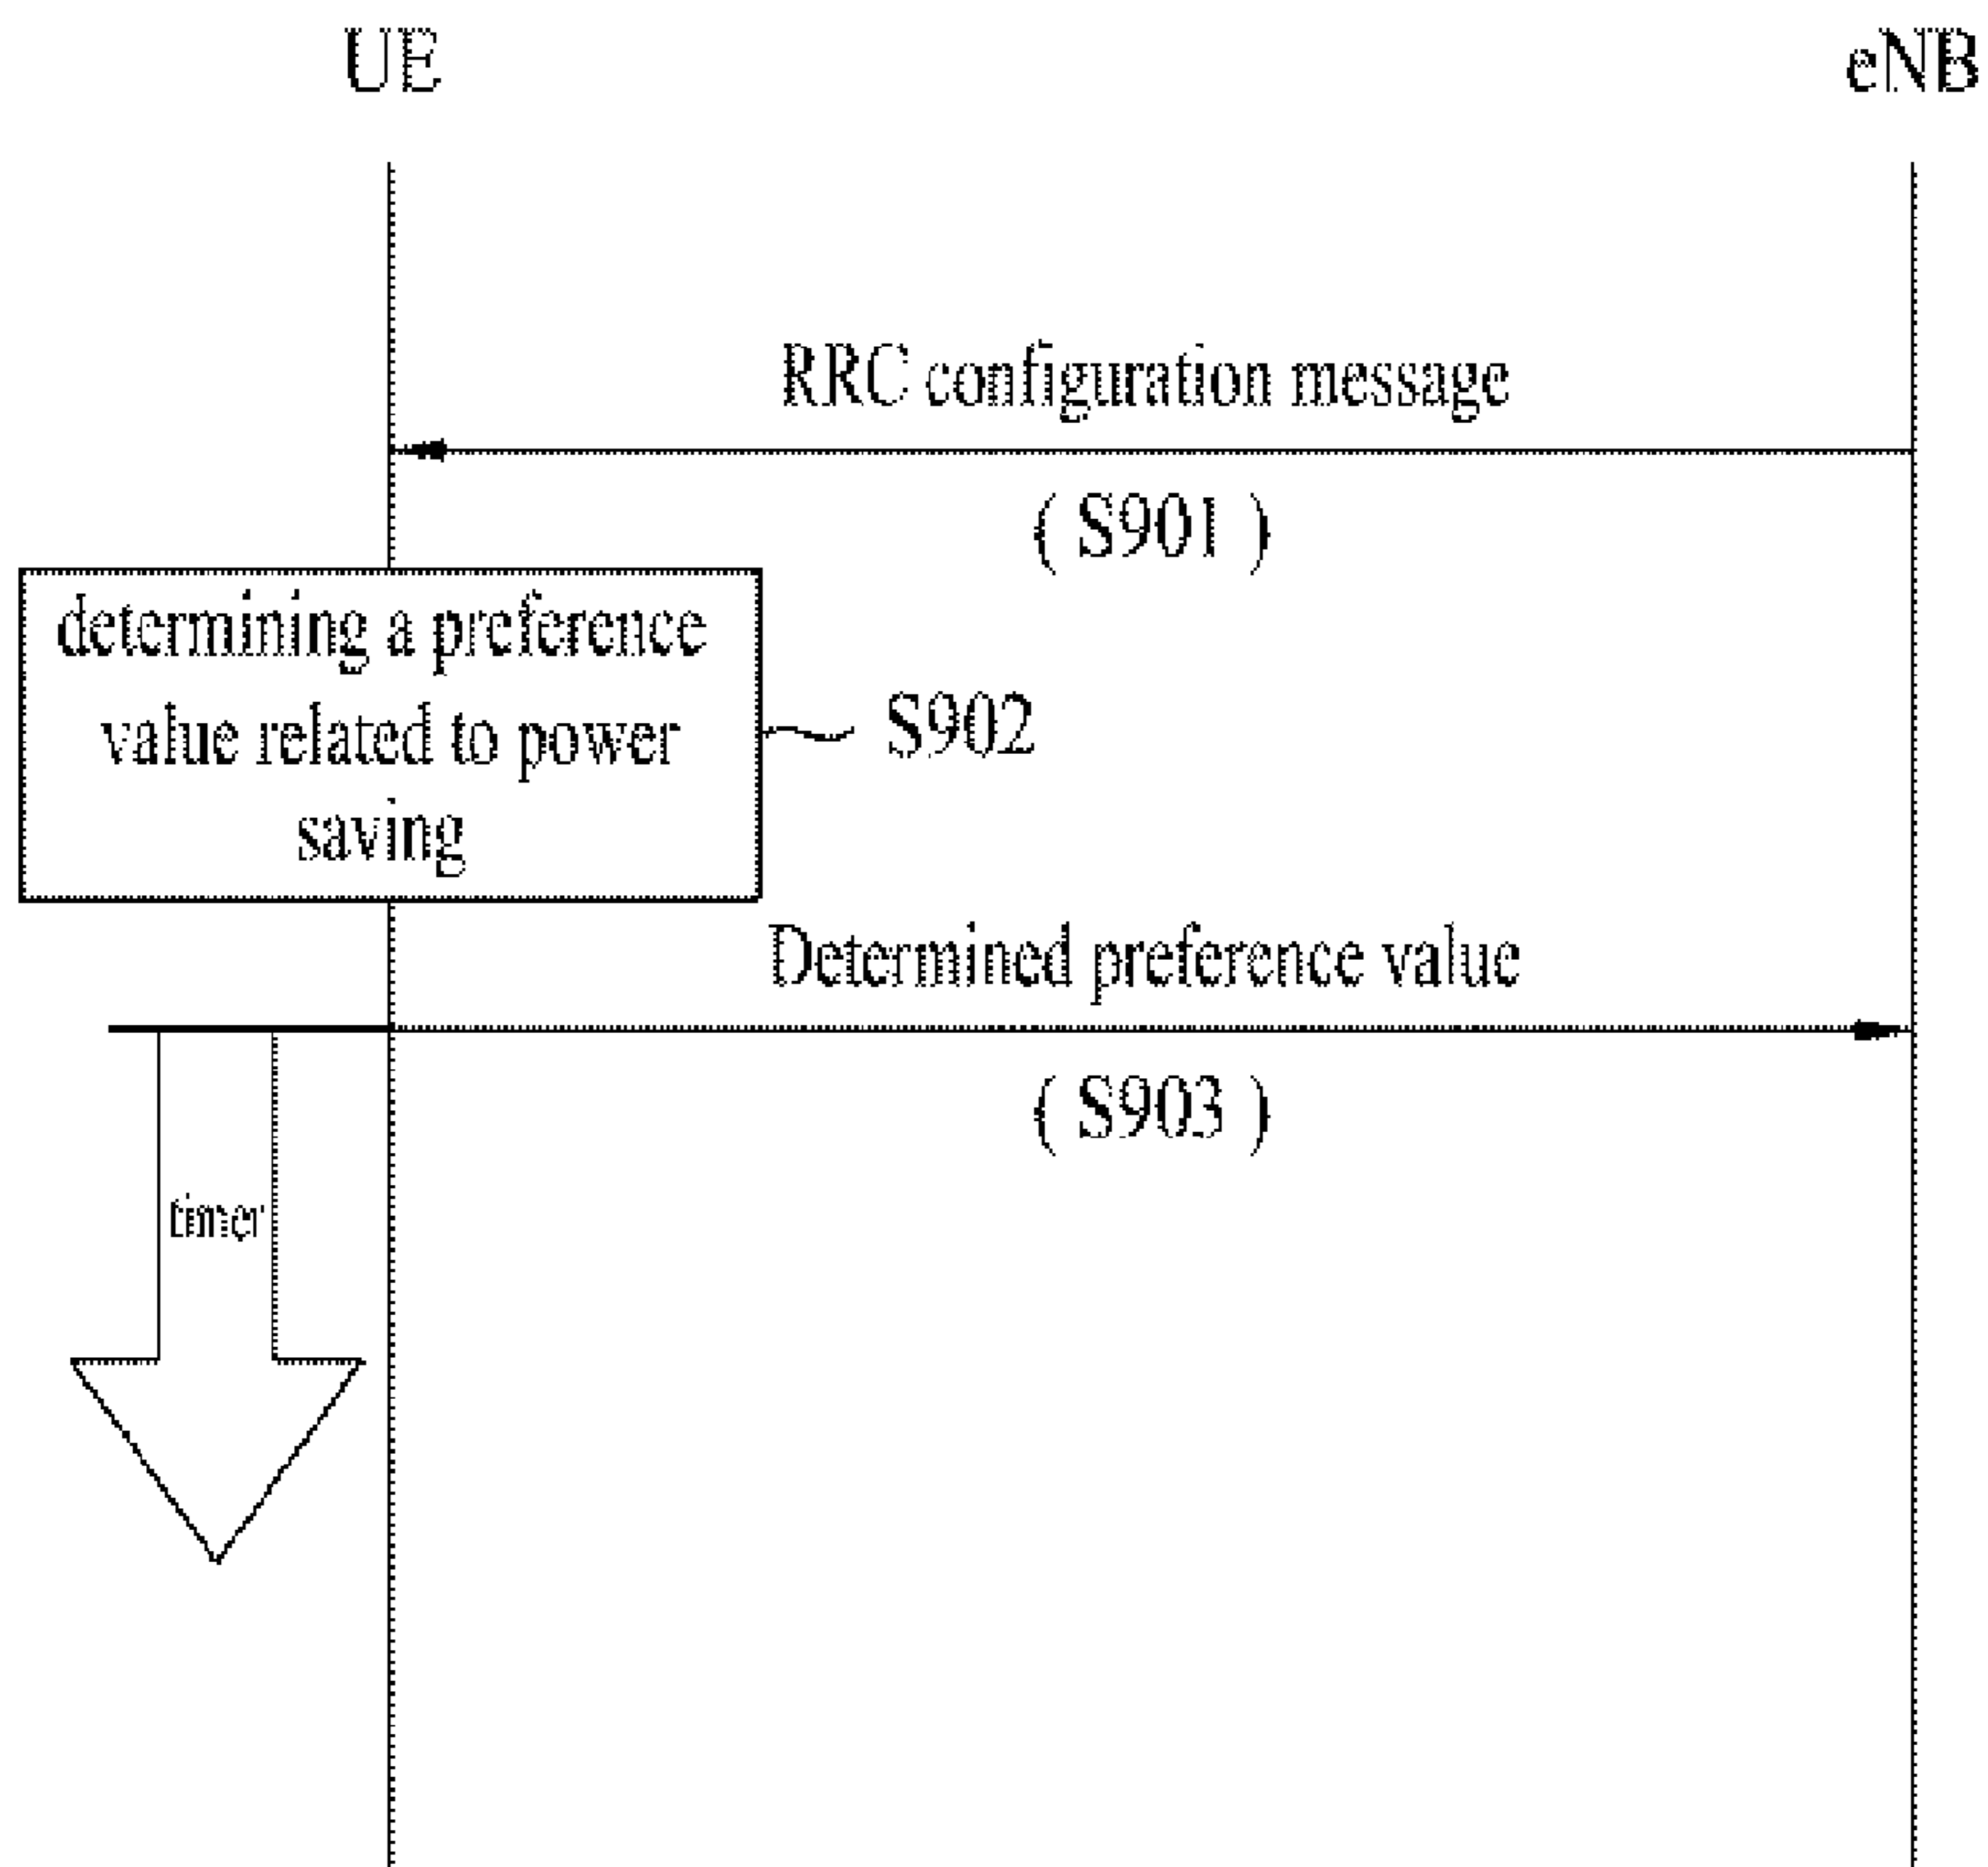 UE
eNB
RRC configuration message
( S901 )
determining a preference
value related to power
saving
S902
Determined preference value
( S903 )
timer